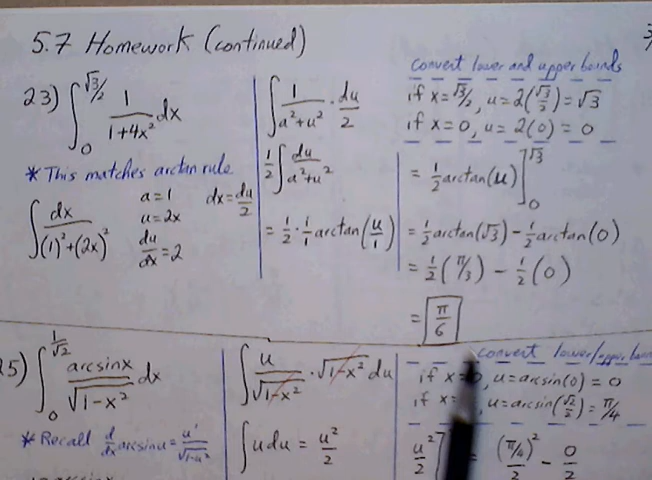 5.7 Homework (continued)
23) ∫₀^(√3/2) 1/(1+4x²) dx
* This matches arctan rule
∫ dx/((1)²+(2x)²)
a=1 dx=du/2
u=2x
du/dx=2
∫ 1/(a²+u²) · du/2
1/2 ∫ du/(a²+u²)
= 1/2 · 1/1 arctan(u/1)
convert lower and upper bounds
if x=√3/2, u=2(√3/2)=√3
if x=0, u=2(0)=0
= 1/2 arctan(u)]₀^√3
= 1/2 arctan(√3) - 1/2 arctan(0)
= 1/2(π/3) - 1/2(0)
= π/6
5) ∫₀^(1/√2) arcsinx/√(1-x²) dx
* Recall d/dx arcsinu = u'/√(1-u²)
∫ u/√(1-x²) · √(1-x²) du
∫ u du = u²/2
convert lower/upper
if x=0, u=arcsin(0)=0
if x= , u=arcsin(√2/2)=π/4
u²/2] = (π/4)²/2 - 0/2